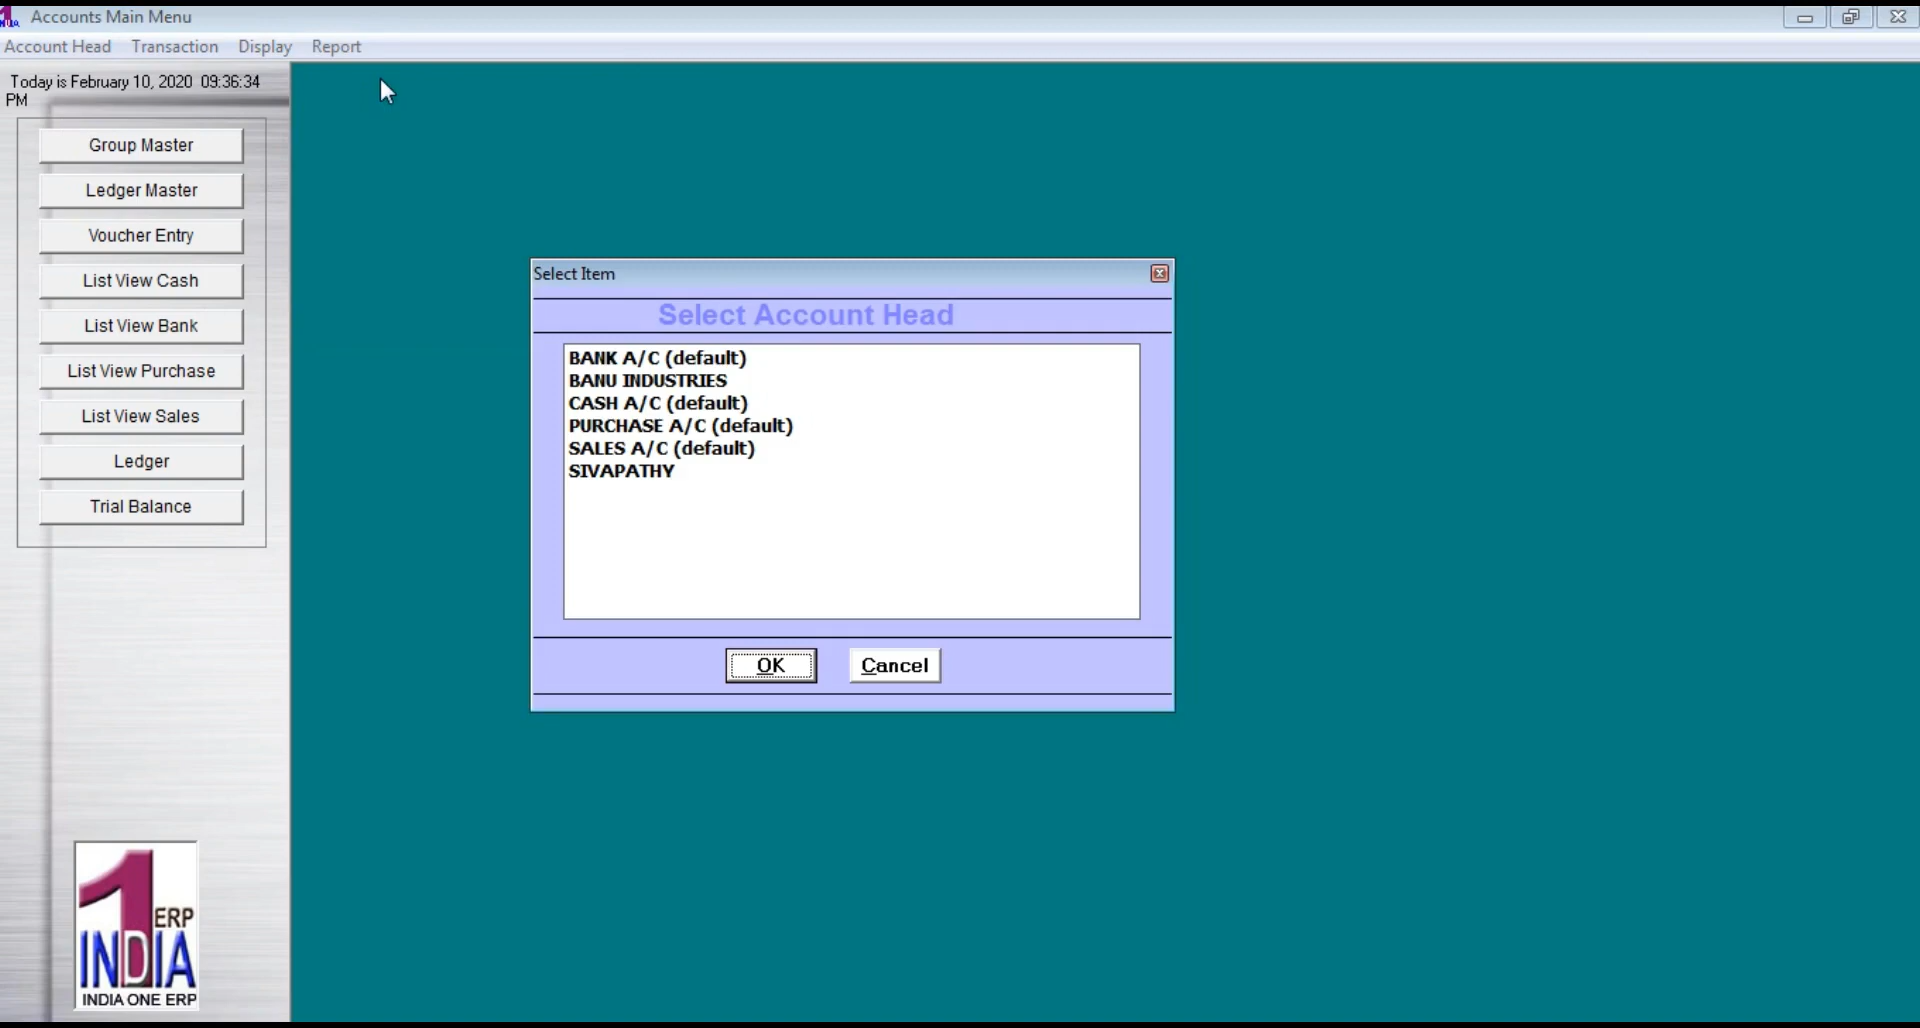 Accounts Main Menu
Account Head Transaction Display Report
Today is February 10, 2020 09:36:34
PM
Group Master
Ledger Master
Voucher Entry
List View Cash
List View Bank
List View Purchase
List View Sales
Ledger
Trial Balance
Select Item
Select Account Head
BANK A/C (default)
BANU INDUSTRIES
CASH A/C (default)
PURCHASE A/C (default)
SALES A/C (default)
SIVAPATHY
OK Cancel
1
ERP
INDIA
INDIA ONE ERP